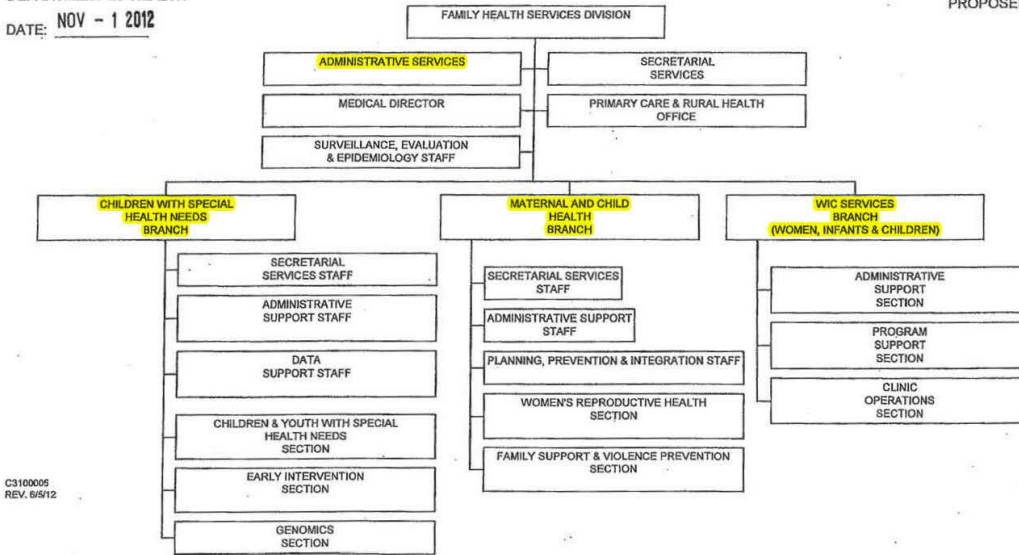 DATE: NOV - 1 2012
FAMILY HEALTH SERVICES DIVISION
ADMINISTRATIVE SERVICES
SECRETARIAL
SERVICES
MEDICAL DIRECTOR
PRIMARY CARE & RURAL HEALTH
OFFICE
SURVEILLANCE, EVALUATION
& EPIDEMIOLOGY STAFF
CHILDREN WITH SPECIAL
HEALTH NEEDS
BRANCH
SECRETARIAL
SERVICES STAFF
ADMINISTRATIVE
SUPPORT STAFF
DATA
SUPPORT STAFF
CHILDREN & YOUTH WITH SPECIAL
HEALTH NEEDS
SECTION
EARLY INTERVENTION
SECTION
GENOMICS
SECTION
MATERNAL AND CHILD
HEALTH
BRANCH
SECRETARIAL SERVICES
STAFF
ADMINISTRATIVE SUPPORT
STAFF
PLANNING, PREVENTION & INTEGRATION STAFF
WOMEN'S REPRODUCTIVE HEALTH
SECTION
FAMILY SUPPORT & VIOLENCE PREVENTION
SECTION
WIC SERVICES
BRANCH
(WOMEN, INFANTS & CHILDREN)
ADMINISTRATIVE
SUPPORT
SECTION
PROGRAM
SUPPORT
SECTION
CLINIC
OPERATIONS
SECTION
C3100005
REV. 6/5/12